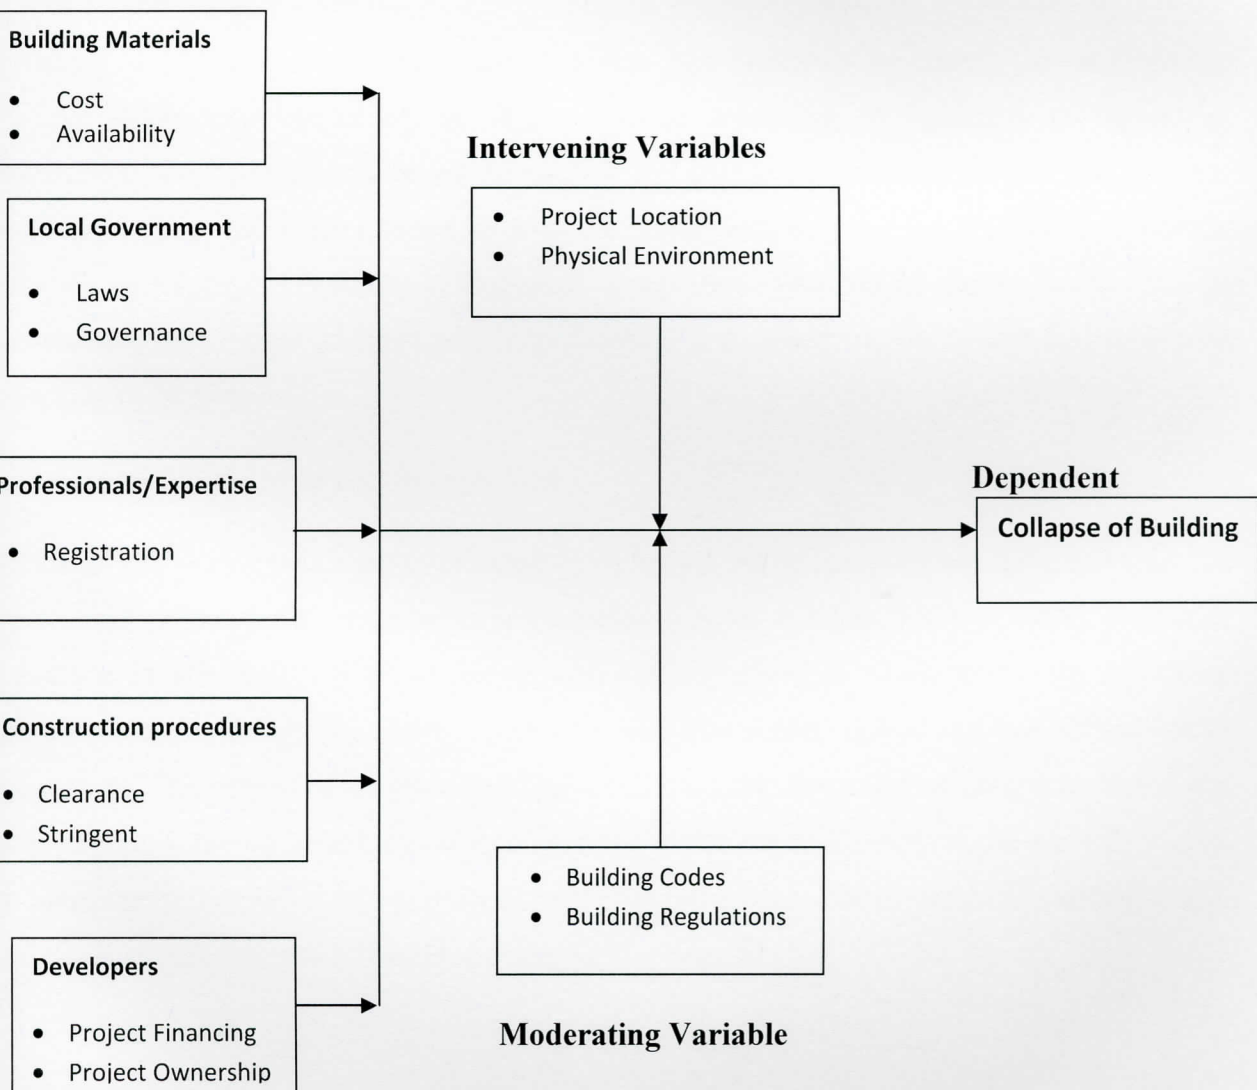 Building Materials
• Cost
• Availability
Local Government
• Laws
• Governance
Professionals/Expertise
• Registration
Construction procedures
• Clearance
• Stringent
Developers
• Project Financing
• Project Ownership
Intervening Variables
• Project Location
• Physical Environment
• Building Codes
• Building Regulations
Moderating Variable
Dependent
Collapse of Building